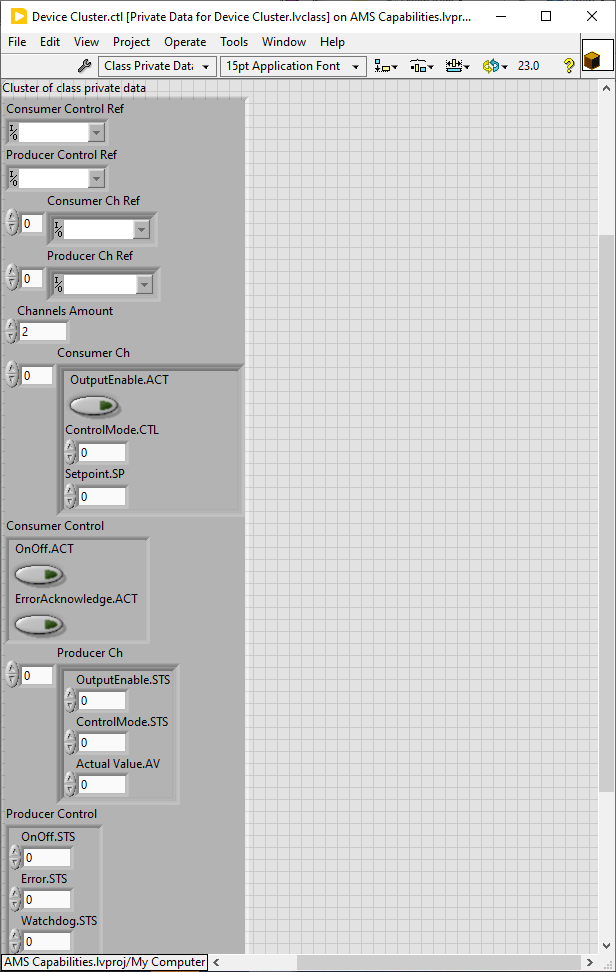 Device Cluster.ctl [Private Data for Device Cluster.lvclass] on AMS Capabilities.lvpr...
File Edit View Project Operate Tools Window Help
Class Private Data 15pt Application Font 23.0 ?
Cluster of class private data
Consumer Control Ref
I/O
Producer Control Ref
I/O
Consumer Ch Ref
0 I/O
Producer Ch Ref
0 I/O
Channels Amount
2
Consumer Ch
0
OutputEnable.ACT
ControlMode.CTL
0
Setpoint.SP
0
Consumer Control
OnOff.ACT
ErrorAcknowledge.ACT
Producer Ch
0
OutputEnable.STS
0
ControlMode.STS
0
Actual Value.AV
0
Producer Control
OnOff.STS
0
Error.STS
0
Watchdog.STS
0
AMS Capabilities.lvproj/My Computer